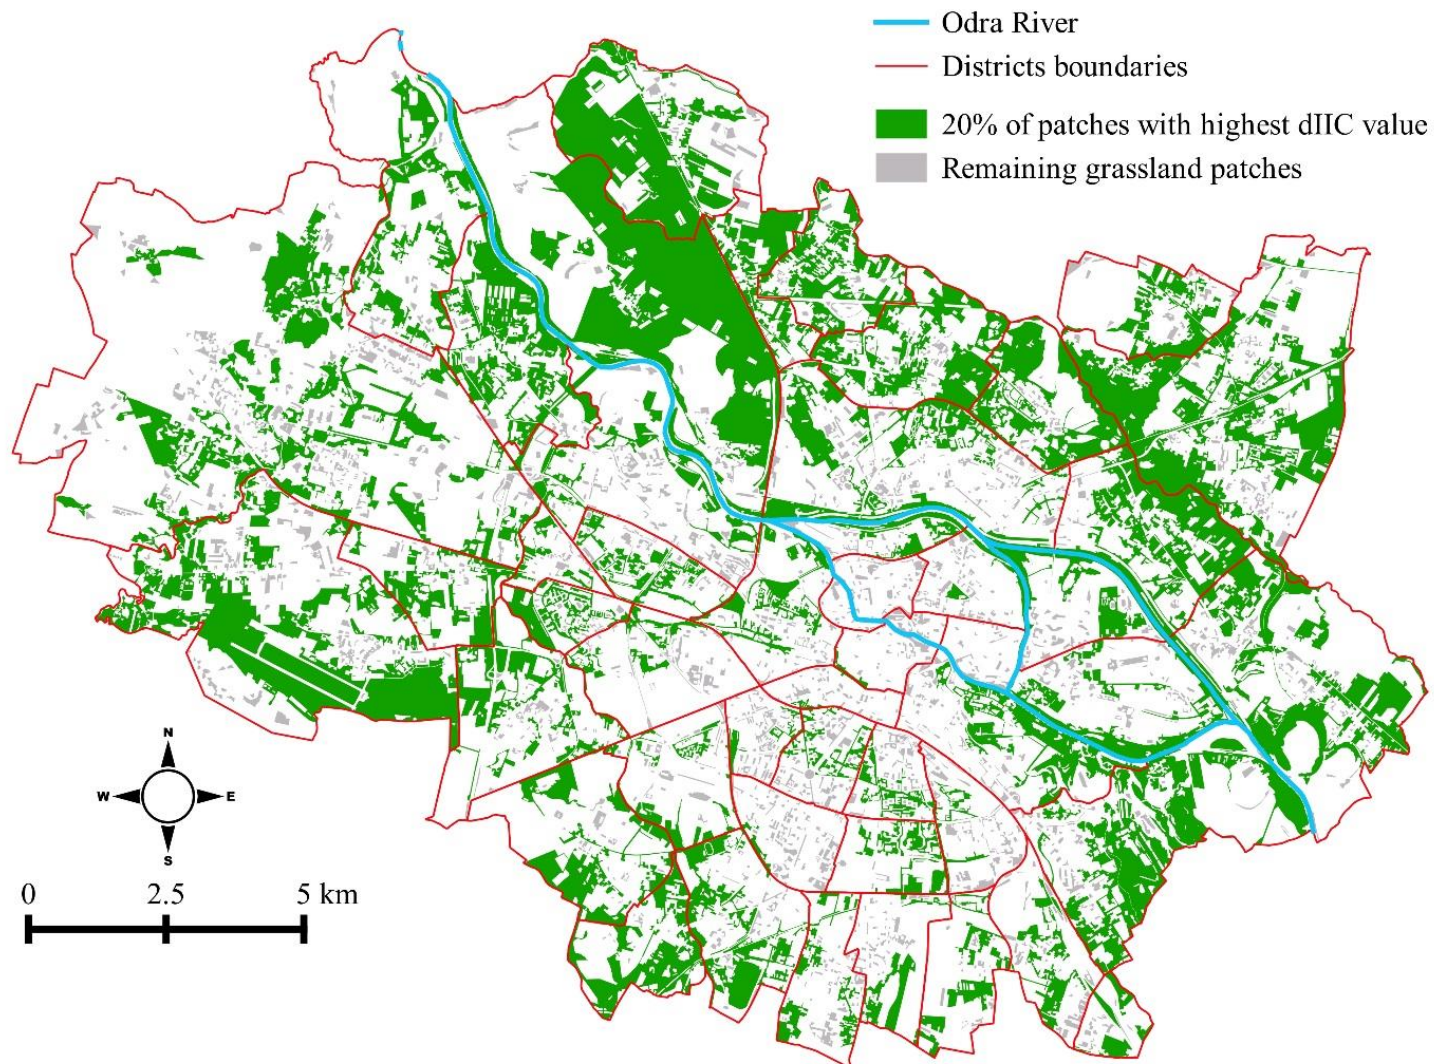 Odra River
Districts boundaries
20% of patches with highest dIIC value
Remaining grassland patches
N
W E
S
0 2.5 5 km